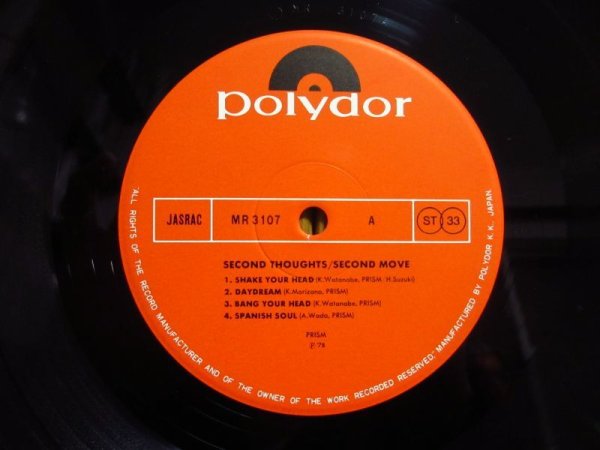 polydor
JASRAC MR 3107 A ST 33
SECOND THOUGHTS/SECOND MOVE
1. SHAKE YOUR HEAD (K.Watanabe, PRISM H.Suzuki)
2. DAYDREAM (K.Morizono, PRISM)
3. BANG YOUR HEAD (K.Watanabe, PRISM)
4. SPANISH SOUL (A.Wada, PRISM)
PRISM
Ⓟ 78
ALL RIGHTS OF THE RECORD MANUFACTURER AND OF THE OWNER OF THE WORK RECORDED RESERVED. MANUFACTURED BY POLYDOR K.K., JAPAN